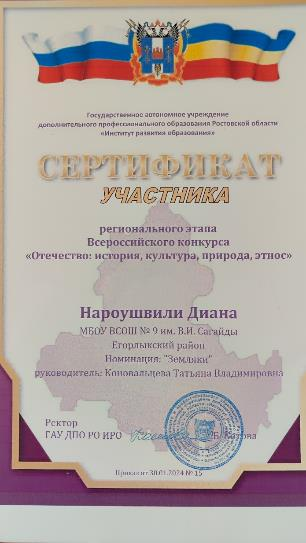 Государственное автономное учреждение
дополнительного профессионального образования Ростовской области
«Институт развития образования»
СЕРТИФИКАТ
УЧАСТНИКА
регионального этапа
Всероссийского конкурса
«Отечество: история, культура, природа, этнос»
Нароушвили Диана
МБОУ ВСОШ № 9 им. В.И. Сагайды
Егорлыкский район
Номинация: "Земляки"
руководитель: Коновальцева Татьяна Владимировна
Ректор
ГАУ ДПО РО ИРО
Приказ от 30.01.2024 № 15